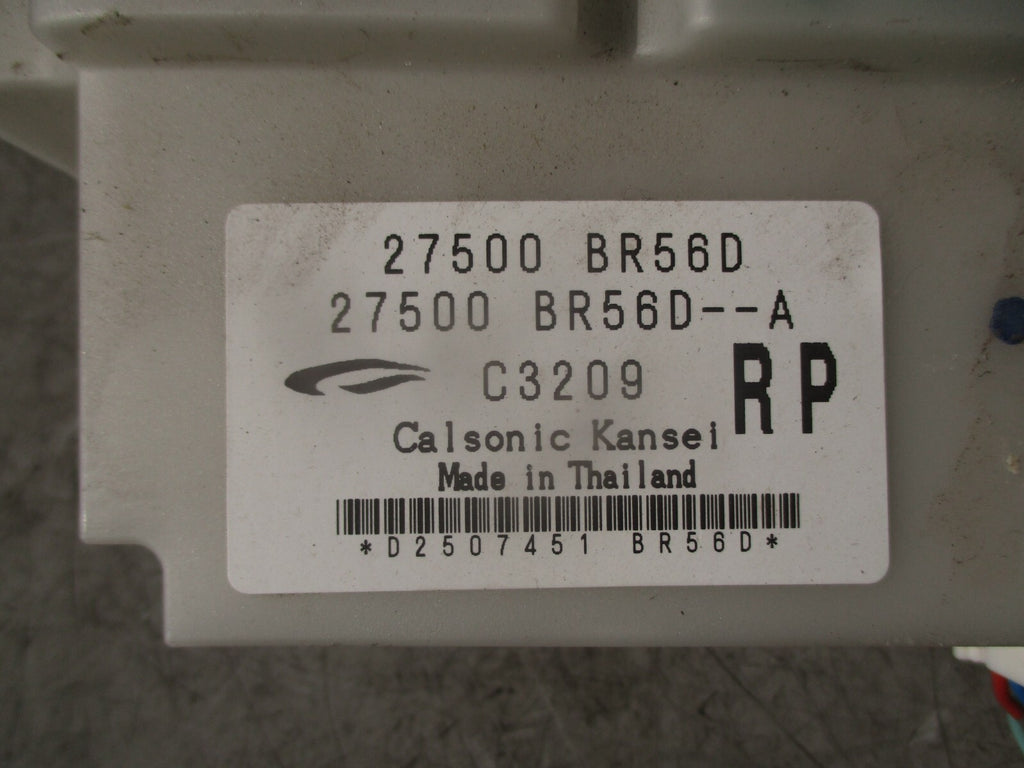 27500 BR56D
27500 BR56D--A
C3209
RP
Calsonic Kansei
Made in Thailand
*D2507451 BR56D*